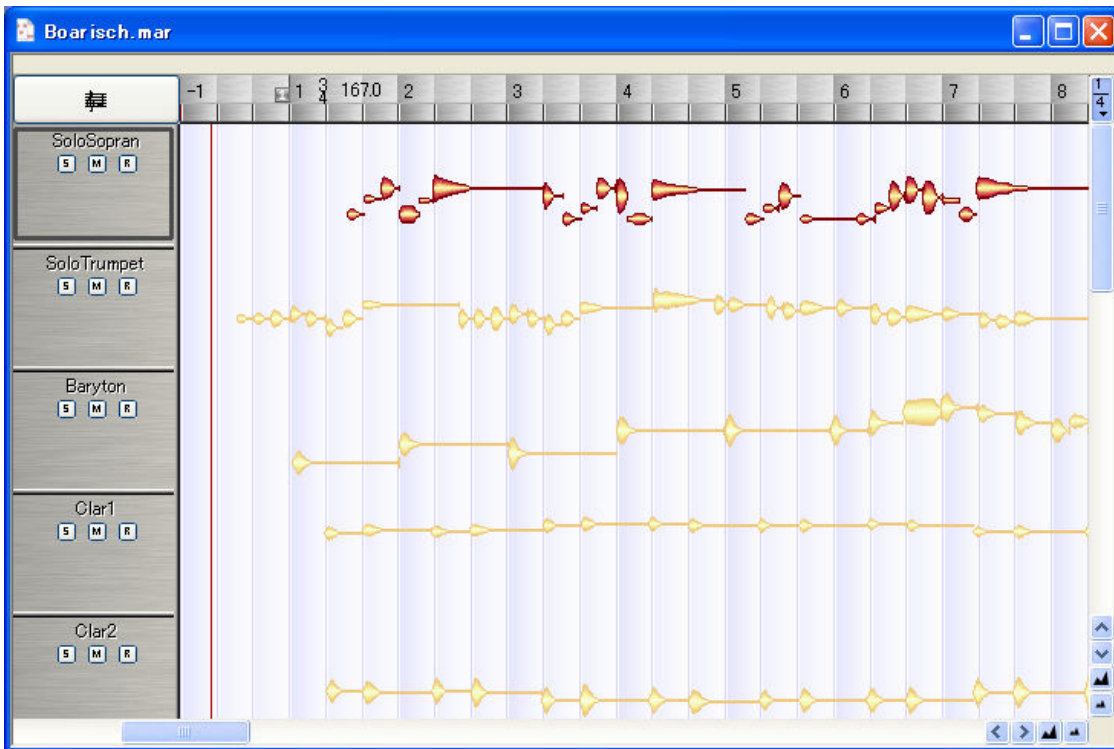 Boarisch.mar
-1 1 3/4 167.0 2 3 4 5 6 7 8 1/4
SoloSopran
S M R
SoloTrumpet
S M R
Baryton
S M R
Clar1
S M R
Clar2
S M R